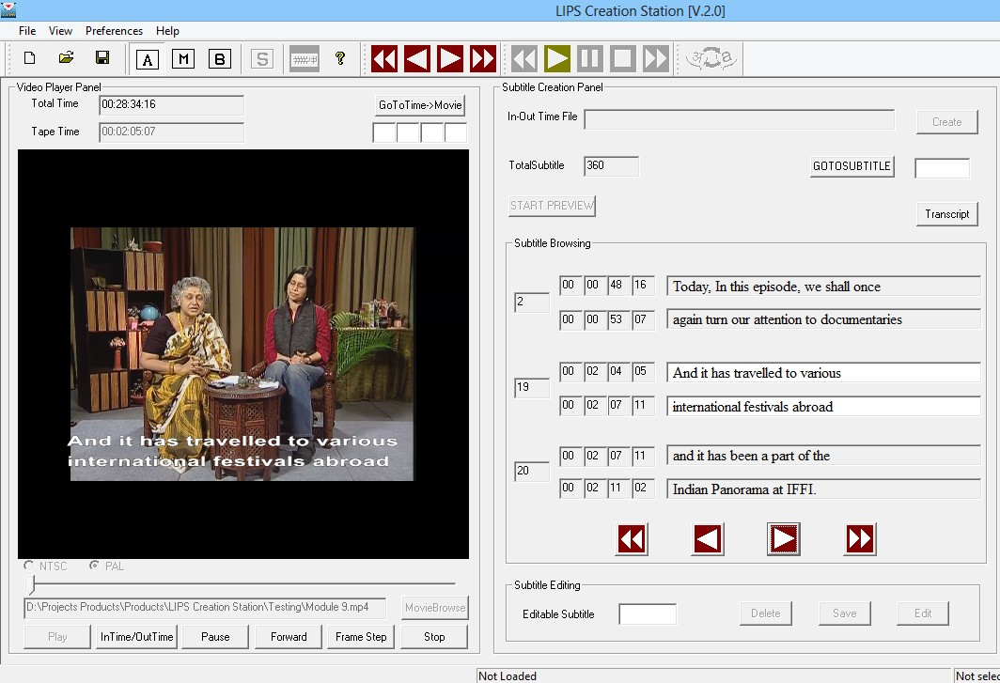 LIPS Creation Station [V.2.0]
File View Preferences Help
A M B S ?
Video Player Panel
Total Time 00:28:34:16 GoToTime->Movie
Tape Time 00:02:05:07
And it has travelled to various
international festivals abroad
NTSC PAL
D:\Projects Products\Products\LIPS Creation Station\Testing\Module 9.mp4 MovieBrowse
Play InTime/OutTime Pause Forward Frame Step Stop
Subtitle Creation Panel
In-Out Time File Create
TotalSubtitle 360 GOTOSUBTITLE
START PREVIEW
Transcript
Subtitle Browsing
2
00 00 48 16 Today, In this episode, we shall once
00 00 53 07 again turn our attention to documentaries
19
00 02 04 05 And it has travelled to various
00 02 07 11 international festivals abroad
20
00 02 07 11 and it has been a part of the
00 02 11 02 Indian Panorama at IFFI.
Subtitle Editing
Editable Subtitle Delete Save Edit
Not Loaded Not selec